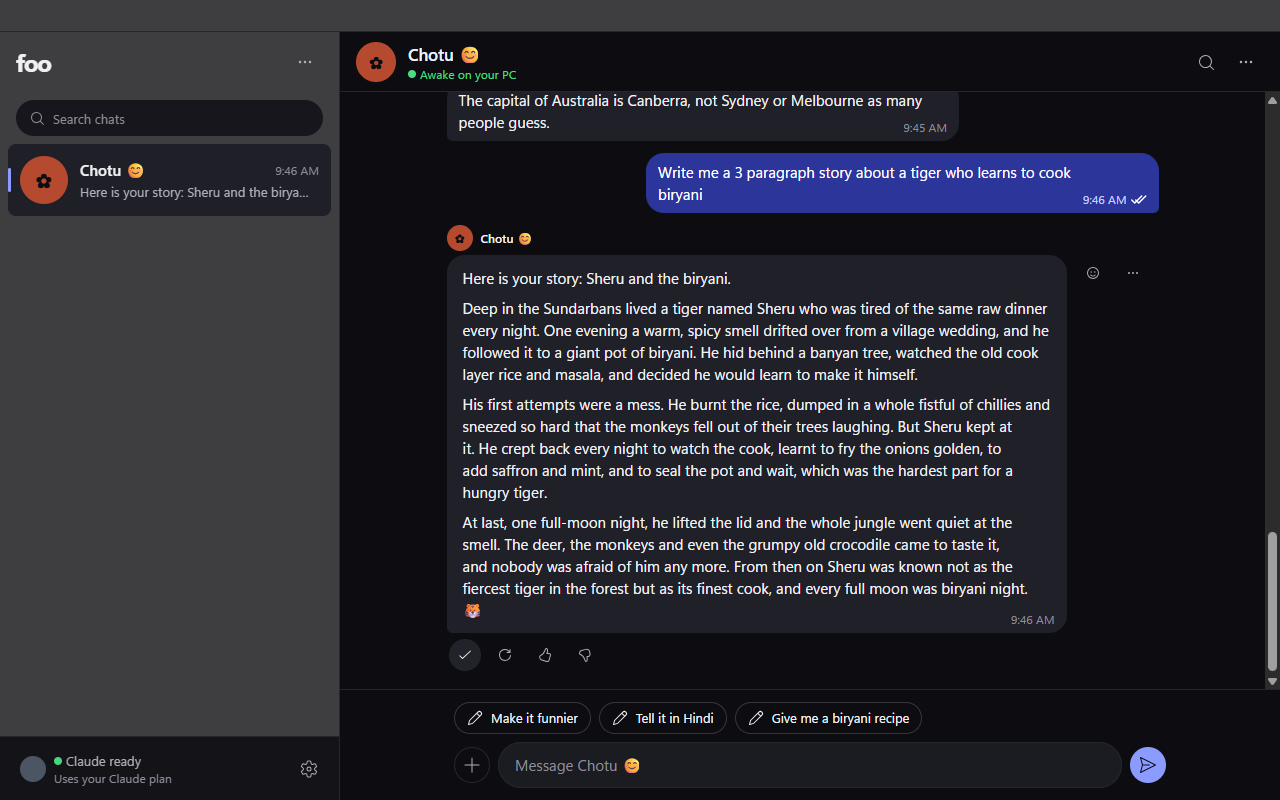 foo
Search chats
Chotu 😊
9:46 AM
Here is your story: Sheru and the birya...
Claude ready
Uses your Claude plan
Chotu 😊
Awake on your PC
The capital of Australia is Canberra, not Sydney or Melbourne as many
people guess.
9:45 AM
Write me a 3 paragraph story about a tiger who learns to cook
biryani
9:46 AM
Chotu 😊
Here is your story: Sheru and the biryani.
Deep in the Sundarbans lived a tiger named Sheru who was tired of the same raw dinner
every night. One evening a warm, spicy smell drifted over from a village wedding, and he
followed it to a giant pot of biryani. He hid behind a banyan tree, watched the old cook
layer rice and masala, and decided he would learn to make it himself.
His first attempts were a mess. He burnt the rice, dumped in a whole fistful of chillies and
sneezed so hard that the monkeys fell out of their trees laughing. But Sheru kept at
it. He crept back every night to watch the cook, learnt to fry the onions golden, to
add saffron and mint, and to seal the pot and wait, which was the hardest part for a
hungry tiger.
At last, one full-moon night, he lifted the lid and the whole jungle went quiet at the
smell. The deer, the monkeys and even the grumpy old crocodile came to taste it,
and nobody was afraid of him any more. From then on Sheru was known not as the
fiercest tiger in the forest but as its finest cook, and every full moon was biryani night.
🐯
9:46 AM
Make it funnier
Tell it in Hindi
Give me a biryani recipe
Message Chotu 😊